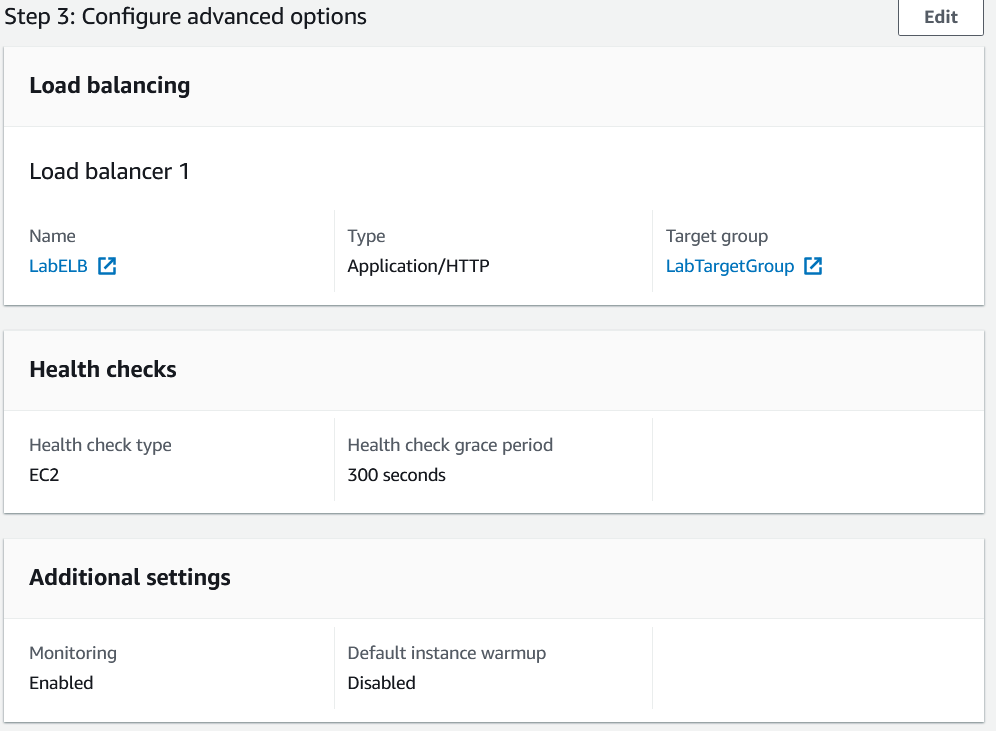 Step 3: Configure advanced options
Edit
Load balancing
Load balancer 1
Name
Type
Target group
LabELB
Application/HTTP
LabTargetGroup
Health checks
Health check type
Health check grace period
EC2
300 seconds
Additional settings
Monitoring
Default instance warmup
Enabled
Disabled